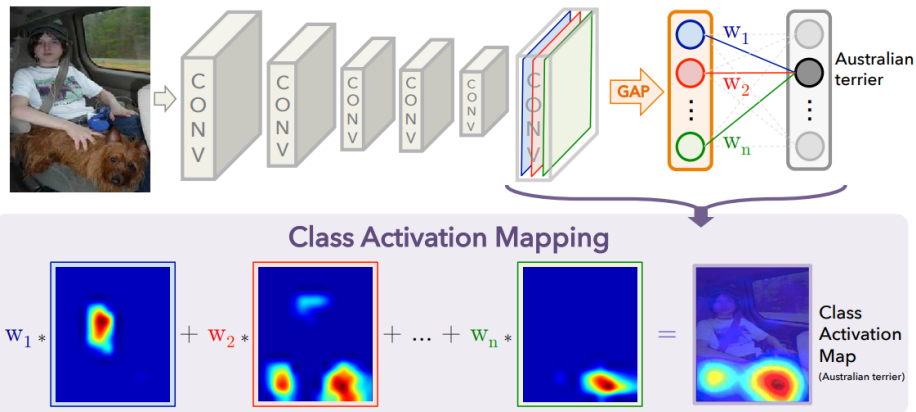 CONV
CONV
CONV
CONV
CONV
CONV
GAP
w1
w2
wn
⋮
⋮
Australian
terrier
Class Activation Mapping
w1 * + w2 * + ... + wn * =
Class
Activation
Map
(Australian terrier)